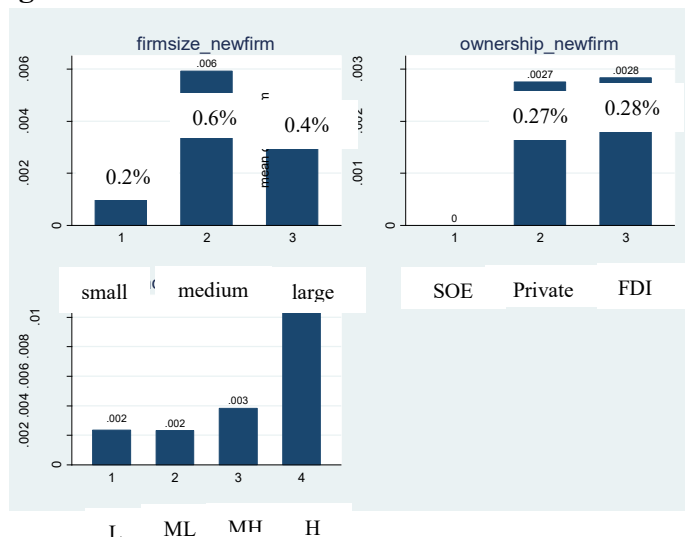 firmsize_newfirm
.006
.004
.002
0
.006
0.2%
0.6%
0.4%
mean
1 2 3
small medium large
ownership_newfirm
.003
.002
.001
0
0
.0027
.0028
0.27%
0.28%
1 2 3
SOE Private FDI
.01
.008
.006
.004
.002
0
.002
.002
.003
1 2 3 4
L ML MH H